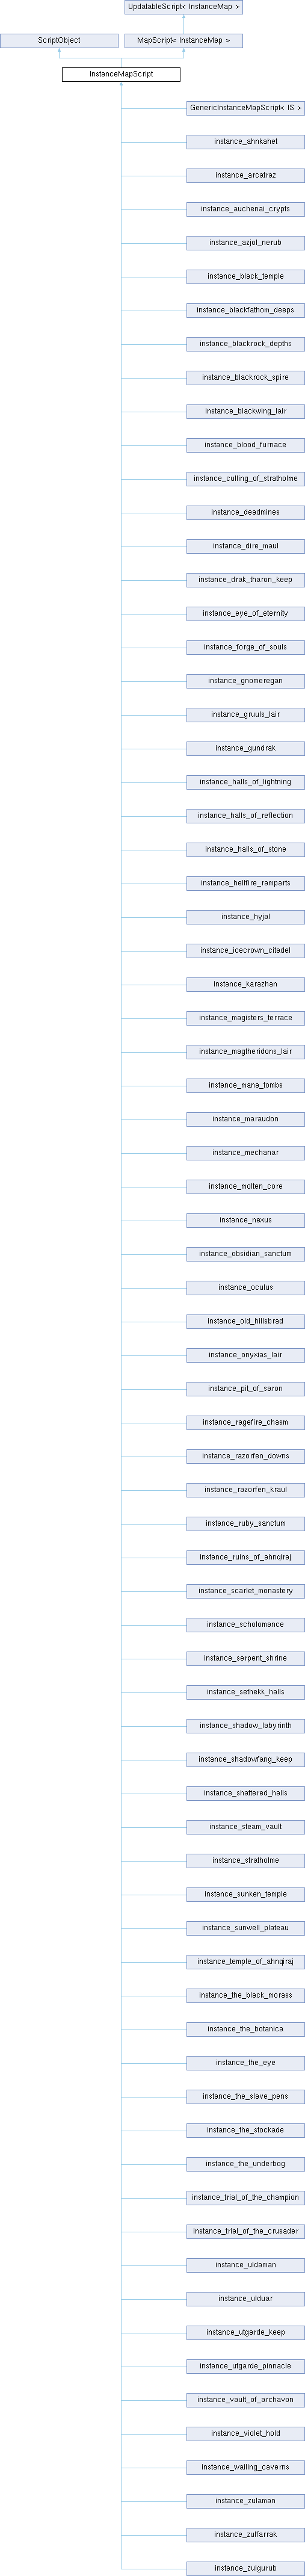 UpdatableScript< InstanceMap >
ScriptObject
MapScript< InstanceMap >
InstanceMapScript
GenericInstanceMapScript< IS >
instance_ahnkahet
instance_arcatraz
instance_auchenai_crypts
instance_azjol_nerub
instance_black_temple
instance_blackfathom_deeps
instance_blackrock_depths
instance_blackrock_spire
instance_blackwing_lair
instance_blood_furnace
instance_culling_of_stratholme
instance_deadmines
instance_dire_maul
instance_drak_tharon_keep
instance_eye_of_eternity
instance_forge_of_souls
instance_gnomeregan
instance_gruuls_lair
instance_gundrak
instance_halls_of_lightning
instance_halls_of_reflection
instance_halls_of_stone
instance_hellfire_ramparts
instance_hyjal
instance_icecrown_citadel
instance_karazhan
instance_magisters_terrace
instance_magtheridons_lair
instance_mana_tombs
instance_maraudon
instance_mechanar
instance_molten_core
instance_nexus
instance_obsidian_sanctum
instance_oculus
instance_old_hillsbrad
instance_onyxias_lair
instance_pit_of_saron
instance_ragefire_chasm
instance_razorfen_downs
instance_razorfen_kraul
instance_ruby_sanctum
instance_ruins_of_ahnqiraj
instance_scarlet_monastery
instance_scholomance
instance_serpent_shrine
instance_sethekk_halls
instance_shadow_labyrinth
instance_shadowfang_keep
instance_shattered_halls
instance_steam_vault
instance_stratholme
instance_sunken_temple
instance_sunwell_plateau
instance_temple_of_ahnqiraj
instance_the_black_morass
instance_the_botanica
instance_the_eye
instance_the_slave_pens
instance_the_stockade
instance_the_underbog
instance_trial_of_the_champion
instance_trial_of_the_crusader
instance_uldaman
instance_ulduar
instance_utgarde_keep
instance_utgarde_pinnacle
instance_vault_of_archavon
instance_violet_hold
instance_wailing_caverns
instance_zulaman
instance_zulfarrak
instance_zulgurub